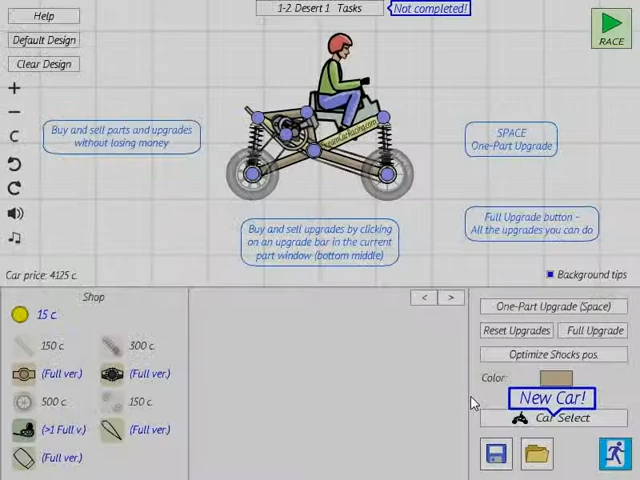 Help
1-2. Desert 1 Tasks
Not completed!
Default Design
RACE
Clear Design
+
−
C
Buy and sell parts and upgrades
without losing money
DreamCarRacing.com
SPACE
One-Part Upgrade
Buy and sell upgrades by clicking
on an upgrade bar in the current
part window (bottom middle)
Full Upgrade button -
All the upgrades you can do
Car price: 4125 c.
Background tips
Shop
<
>
One-Part Upgrade (Space)
15 c.
Reset Upgrades
Full Upgrade
150 c.
300 c.
Optimize Shocks pos.
(Full ver.)
(Full ver.)
Color:
500 c.
150 c.
New Car!
Car Select
(>1 Full v.)
(Full ver.)
(Full ver.)